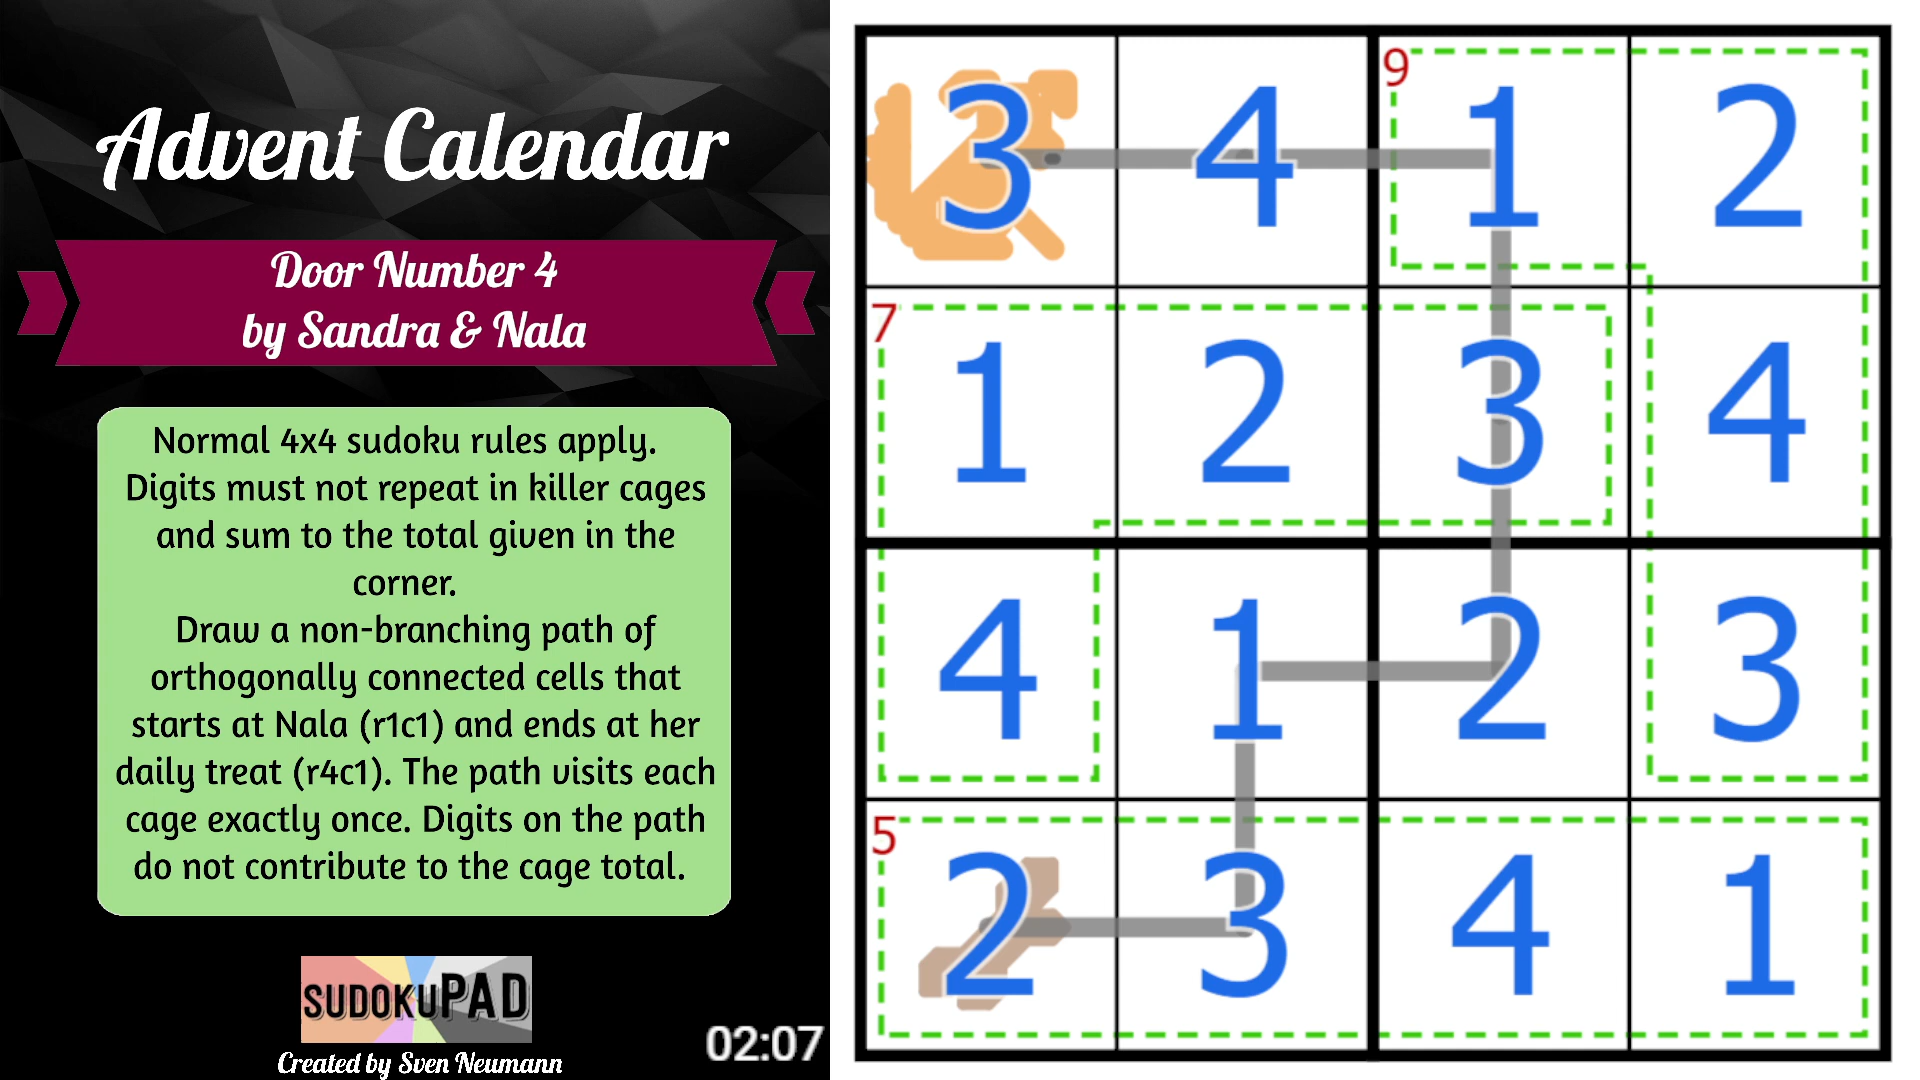 Advent Calendar
Door Number 4
by Sandra & Nala
Normal 4x4 sudoku rules apply.
Digits must not repeat in killer cages
and sum to the total given in the
corner.
Draw a non-branching path of
orthogonally connected cells that
starts at Nala (r1c1) and ends at her
daily treat (r4c1). The path visits each
cage exactly once. Digits on the path
do not contribute to the cage total.
SUDOKUPAD
Created by Sven Neumann
02:07
9
3 4 1 2
7
1 2 3 4
4 1 2 3
5
2 3 4 1